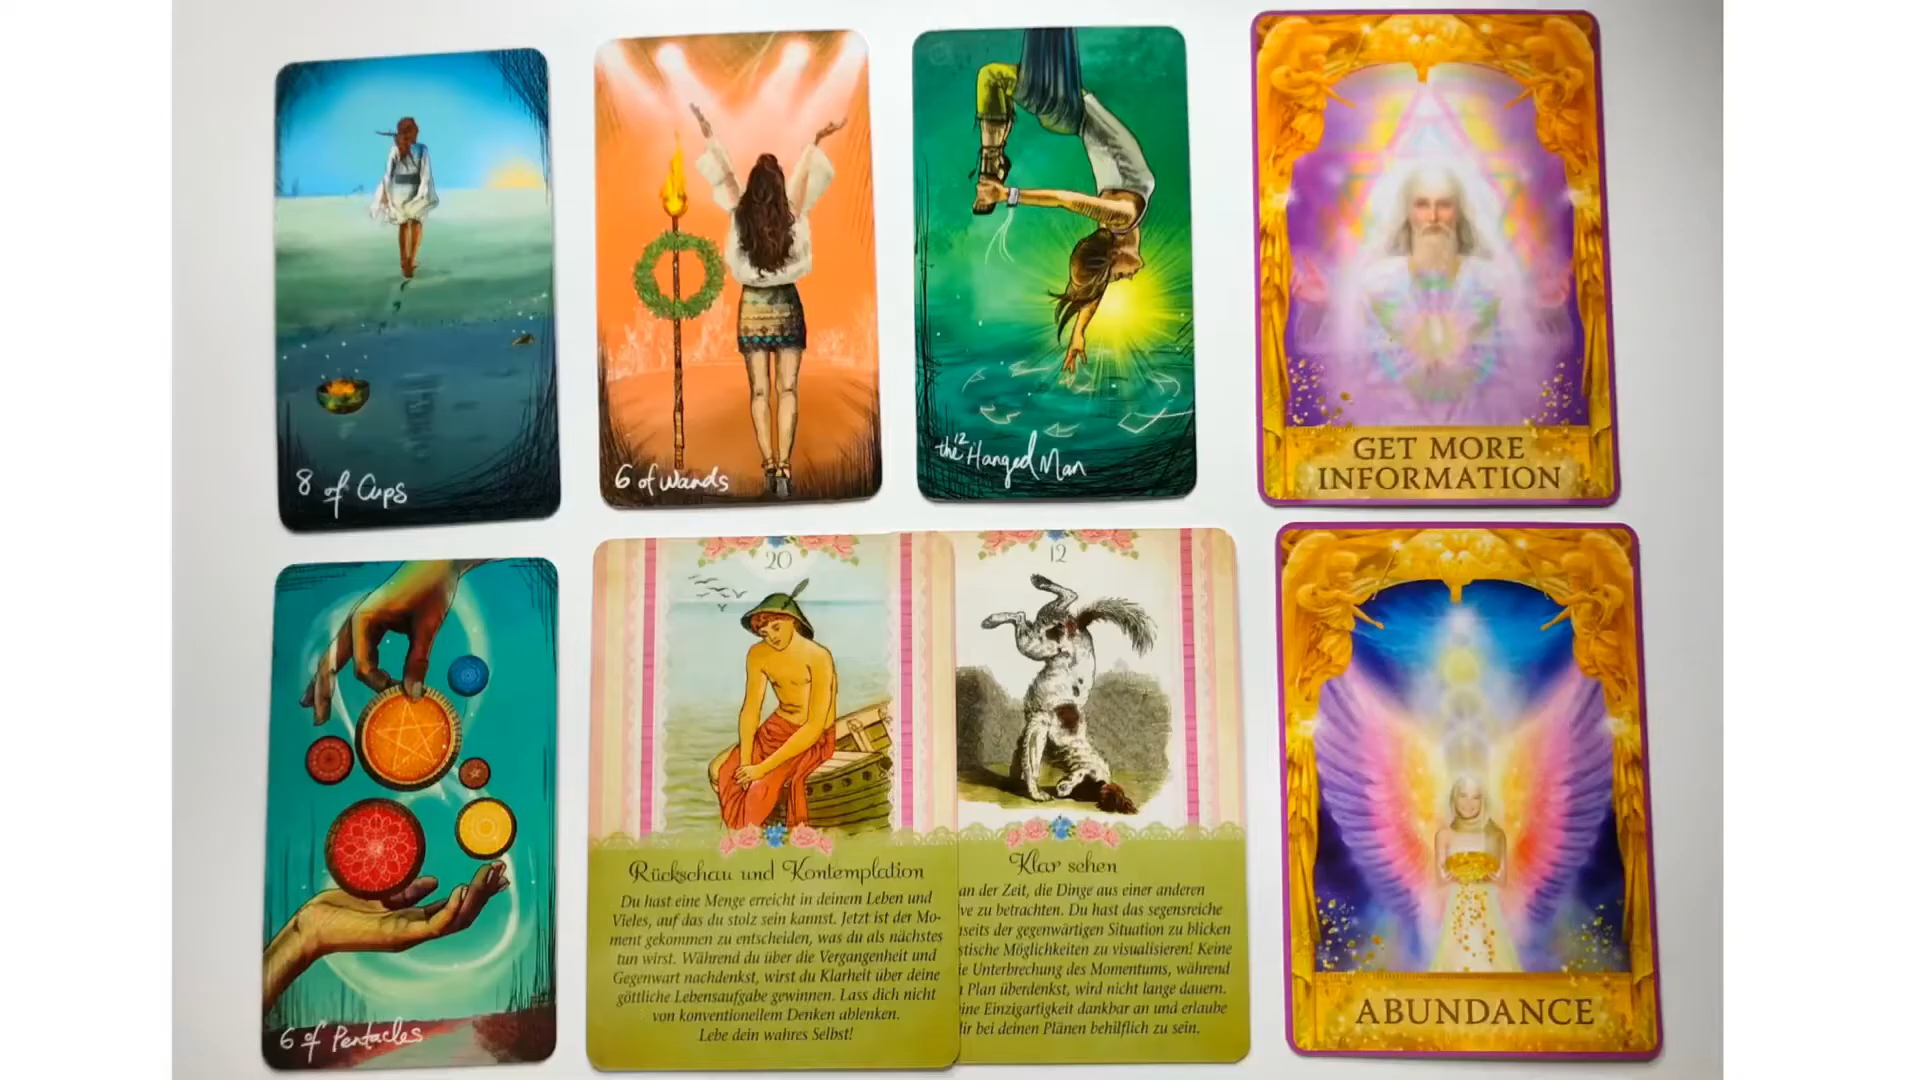 8 of Cups
6 of Wands
12
the Hanged Man
GET MORE
INFORMATION
6 of Pentacles
20
Rückschau und Kontemplation
Du hast eine Menge erreicht in deinem Leben und
Vieles, auf das du stolz sein kannst. Jetzt ist der Mo-
ment gekommen zu entscheiden, was du als nächstes
tun wirst. Während du über die Vergangenheit und
Gegenwart nachdenkst, wirst du Klarheit über deine
göttliche Lebensaufgabe gewinnen. Lass dich nicht
von konventionellem Denken ablenken.
Lebe dein wahres Selbst!
12
Klar sehen
an der Zeit, die Dinge aus einer anderen
ve zu betrachten. Du hast das segensreiche
seits der gegenwärtigen Situation zu blicken
stische Möglichkeiten zu visualisieren! Keine
ie Unterbrechung des Momentums, während
Plan überdenkst, wird nicht lange dauern.
ine Einzigartigkeit dankbar an und erlaube
dir bei deinen Plänen behilflich zu sein.
ABUNDANCE